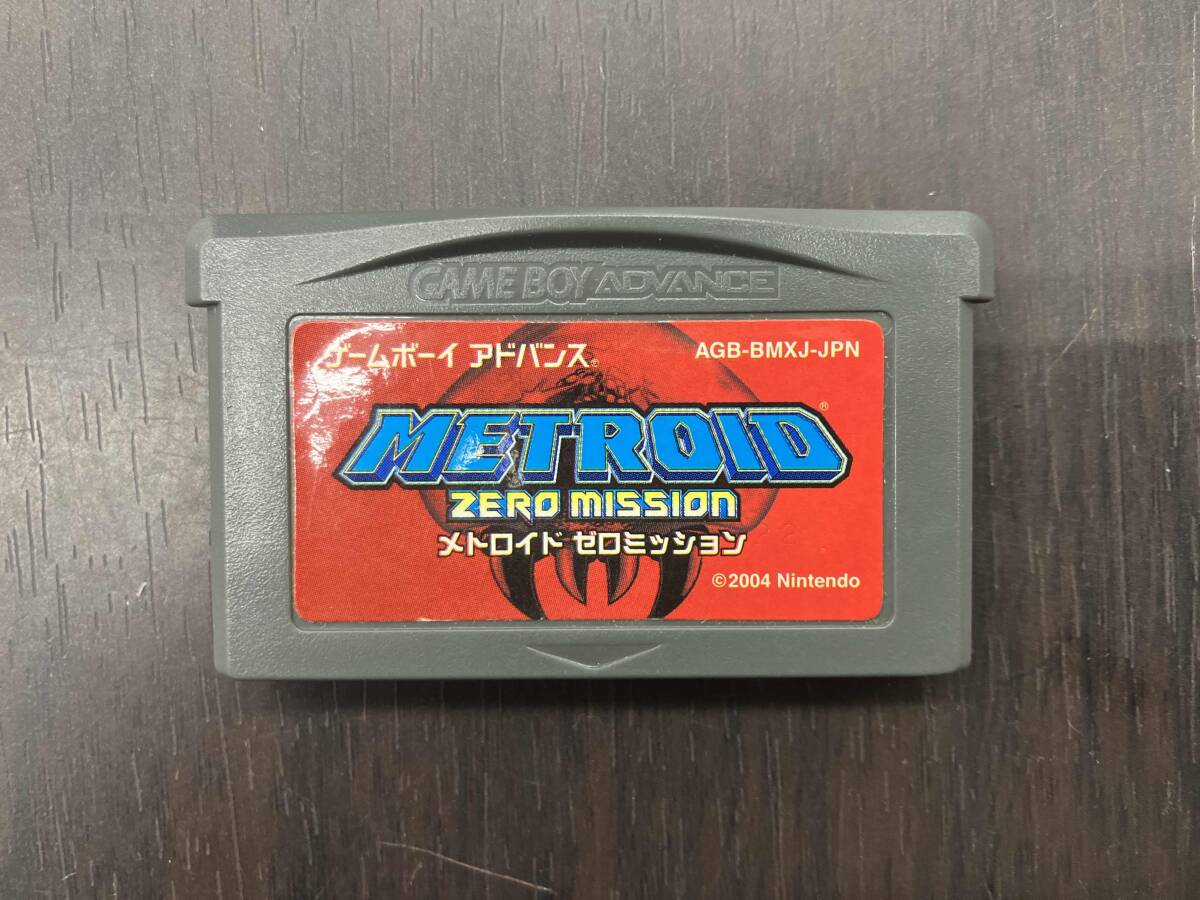 GAME BOY ADVANCE
ゲームボーイ アドバンス®
AGB-BMXJ-JPN
METROID®
ZERO MISSION
メトロイド ゼロミッション
©2004 Nintendo